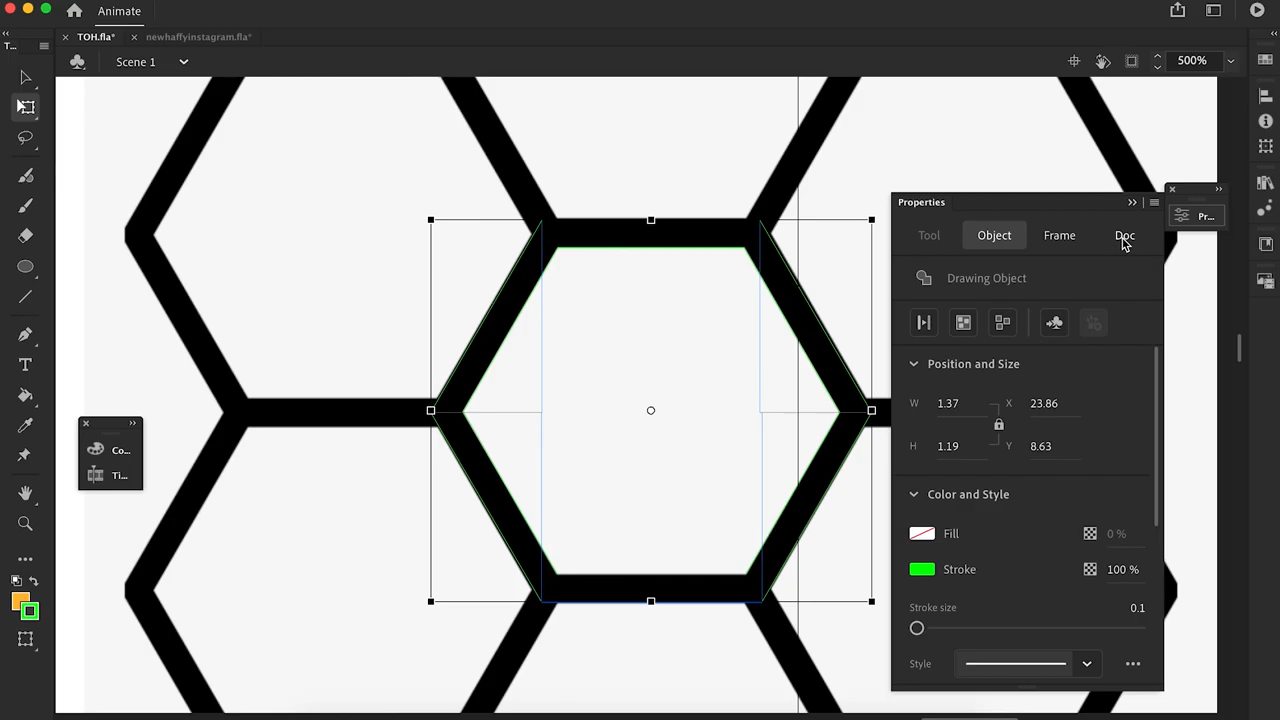 Animate
T...
TOH.fla*
newhaffyinstagram.fla*
Scene 1
500%
Properties
Pr...
Tool
Object
Frame
Doc
Drawing Object
Position and Size
W 1.37 X 23.86
H 1.19 Y 8.63
Co...
Ti...
Color and Style
Fill 0 %
Stroke 100 %
Stroke size 0.1
Style